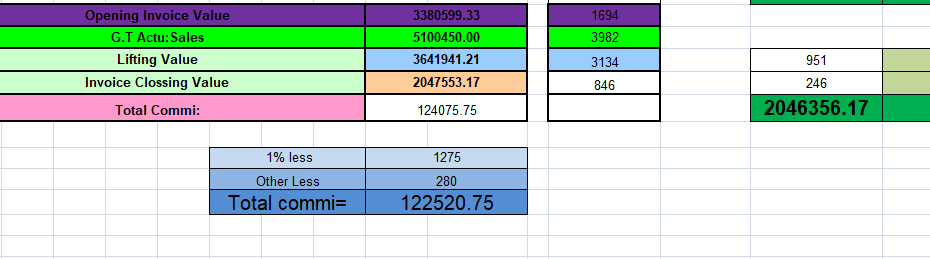 Opening Invoice Value 3380599.33 1694
G.T Actu:Sales 5100450.00 3982
Lifting Value 3641941.21 3134 951
Invoice Clossing Value 2047553.17 846 246
Total Commi: 124075.75 2046356.17
1% less 1275
Other Less 280
Total commi= 122520.75